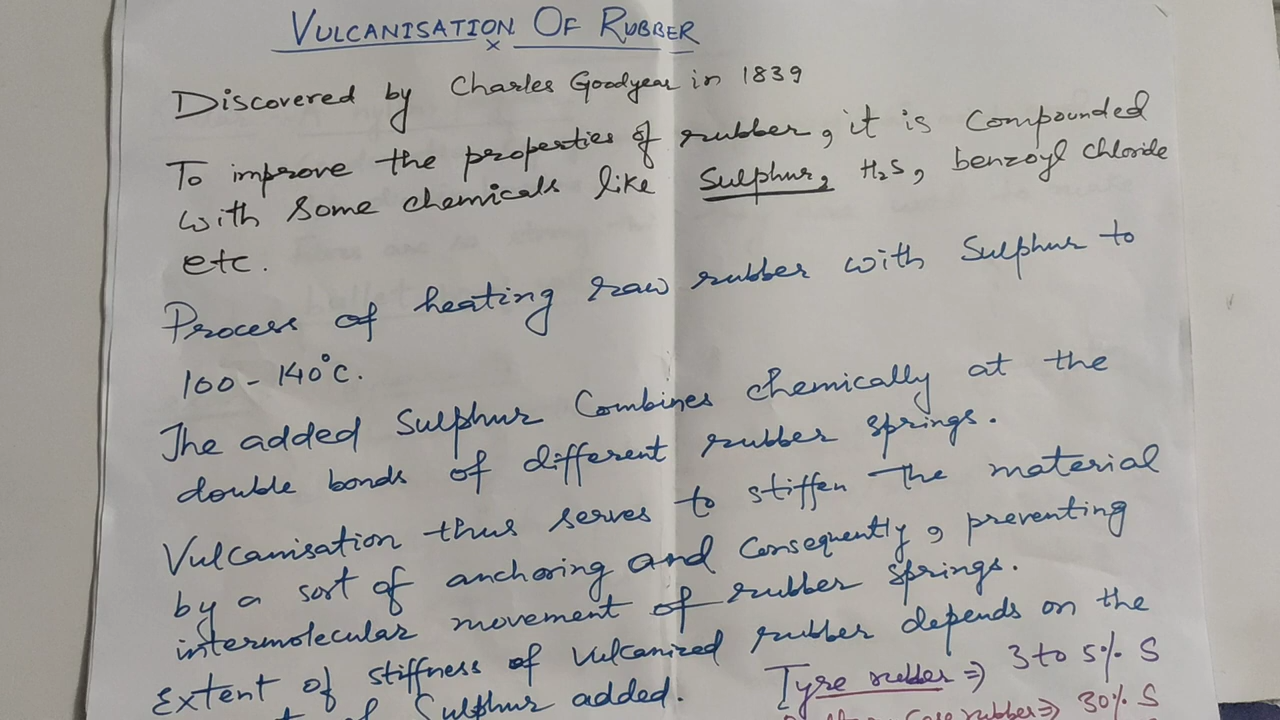 VULCANISATION OF RUBBER
x
Discovered by Charles Goodyear in 1839
To improve the properties of rubber, it is compounded
with some chemicals like Sulphur, H₂S, benzoyl chloride
etc.
Process of heating raw rubber with Sulphur to
100-140°C.
The added Sulphur Combines chemically at the
double bonds of different rubber springs.
Vulcanisation thus serves to stiffen the material
by a sort of anchoring and Consequently, preventing
intermolecular movement of rubber springs.
Extent of stiffness of vulcanized rubber depends on the
Sulphur added.
Tyre rubber ⇒ 3 to 5% S
case rubber ⇒ 30% S